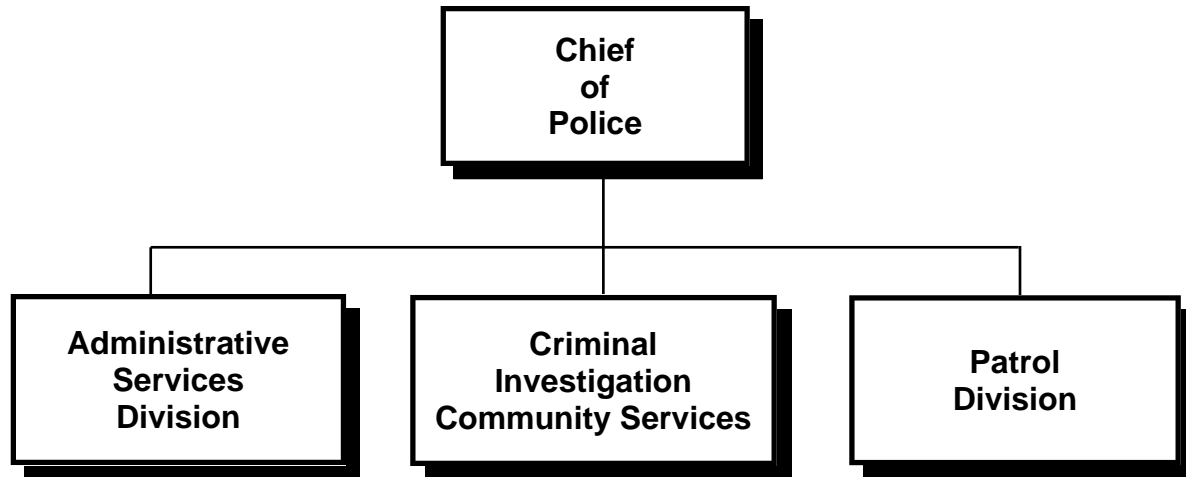 Chief
of
Police
Administrative
Services
Division
Criminal
Investigation
Community Services
Patrol
Division